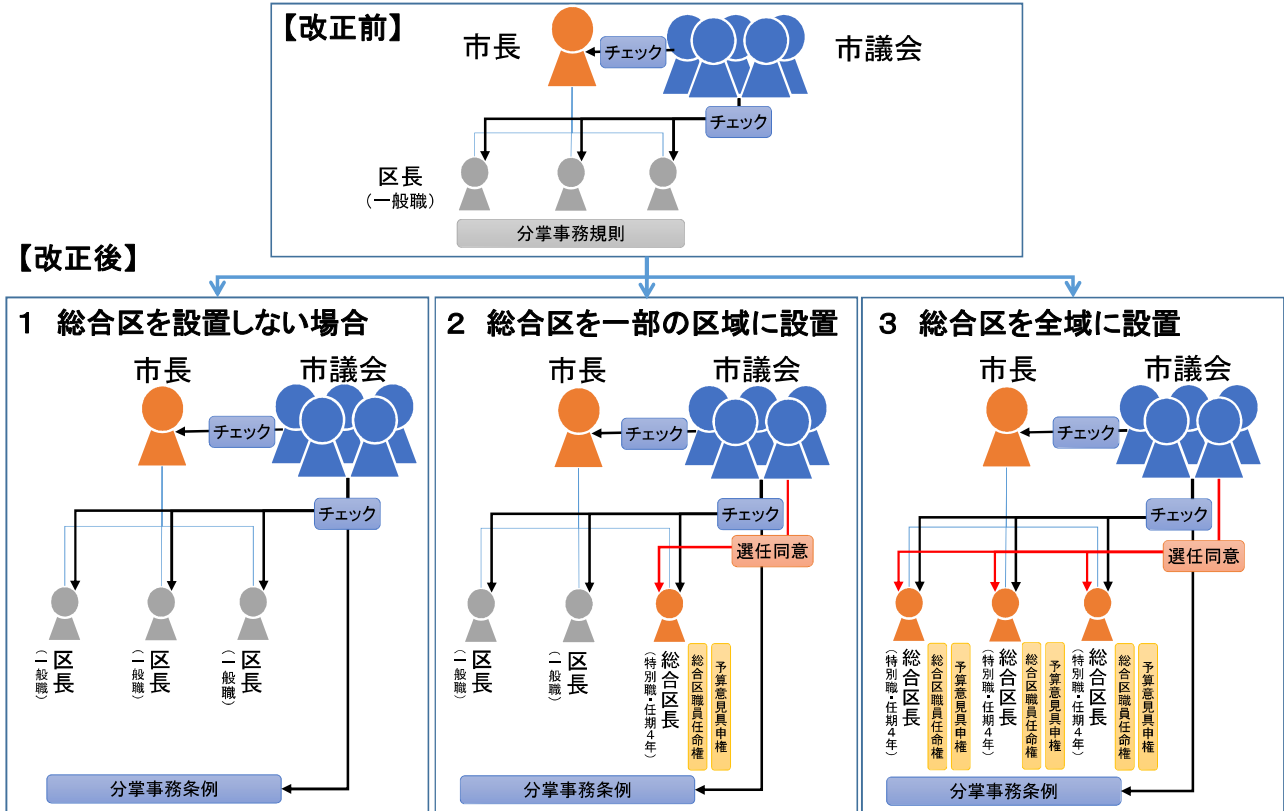 【改正前】
市長
チェック
市議会
チェック
区長
（一般職）
分掌事務規則
【改正後】
１　総合区を設置しない場合
市長
市議会
チェック
チェック
区長
（一般職）
区長
（一般職）
区長
（一般職）
分掌事務条例
２　総合区を一部の区域に設置
市長
市議会
チェック
チェック
選任同意
区長
（一般職）
区長
（一般職）
総合区長
（特別職・任期４年）
総合区職員任命権
予算意見具申権
分掌事務条例
３　総合区を全域に設置
市長
市議会
チェック
チェック
選任同意
総合区長
（特別職・任期４年）
総合区職員任命権
予算意見具申権
総合区長
（特別職・任期４年）
総合区職員任命権
予算意見具申権
総合区長
（特別職・任期４年）
総合区職員任命権
予算意見具申権
分掌事務条例